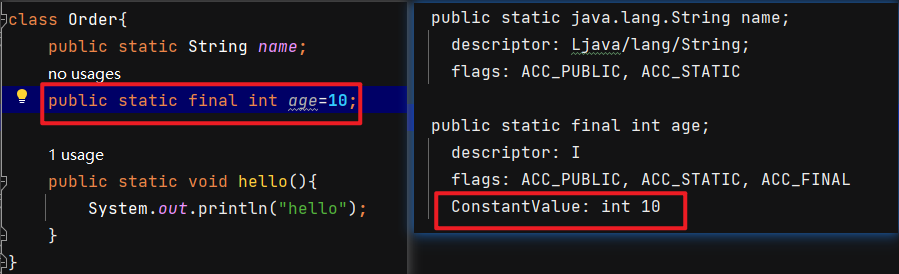 class Order{
public static String name;
no usages
public static final int age=10;
1 usage
public static void hello(){
System.out.println("hello");
}
}
public static java.lang.String name;
descriptor: Ljava/lang/String;
flags: ACC_PUBLIC, ACC_STATIC
public static final int age;
descriptor: I
flags: ACC_PUBLIC, ACC_STATIC, ACC_FINAL
ConstantValue: int 10